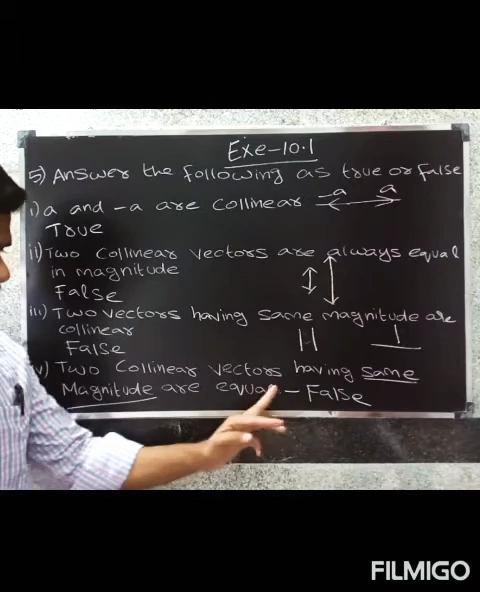 Exe-10.1
5) Answer the following as true or False
i) a and -a are collinear -a a
True
ii) Two collinear vectors are always equal
in magnitude
False
iii) Two vectors having same magnitude are
collinear
False
v) Two Collinear vectors having same
Magnitude are equal - False
FILMIGO